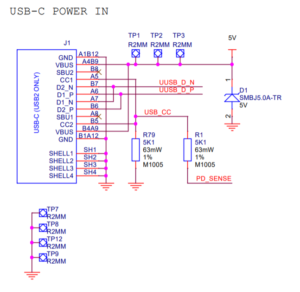 USB-C POWER IN
J1
USB-C (USB2 ONLY)
GND A1B12
VBUS A4B9
SBU2 B8
CC1 A5
D2_N B7
D1_P A6
D1_N A7
D2_P B6
SBU1 A8
CC2 B5
VBUS B4A9
GND B1A12
SHELL1 SH1
SHELL2 SH2
SHELL3 SH3
SHELL4 SH4
TP1 TP2 TP3
R2MM R2MM R2MM
5V
UUSB_D_N
UUSB_D_P
USB_CC
D1
SMBJ5.0A-TR
5V
1
2
R79
5K1
63mW
1%
M1005
R1
5K1
63mW
1%
M1005
PD_SENSE
TP7
R2MM
TP8
R2MM
TP12
R2MM
TP9
R2MM